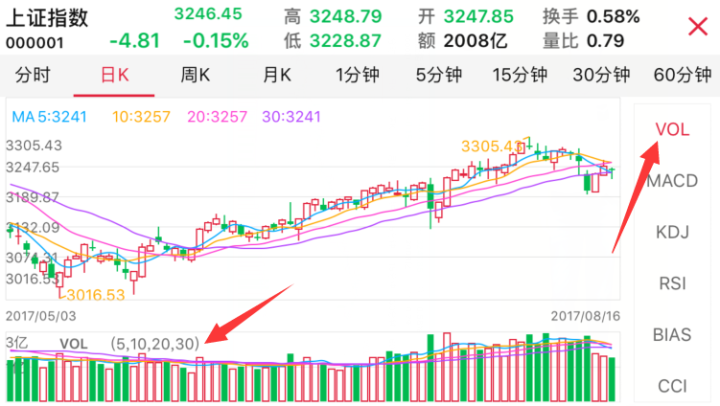 上证指数 3246.45 高 3248.79 开 3247.85 换手 0.58%
000001 -4.81 -0.15% 低 3228.87 额 2008亿 量比 0.79
分时 日K 周K 月K 1分钟 5分钟 15分钟 30分钟 60分钟
MA5:3241 10:3257 20:3257 30:3241
VOL
3305.43
3305.43
3247.65
MACD
3189.87
KDJ
3132.09
3074.31
RSI
3016.53
3016.53
2017/05/03 2017/08/16
BIAS
3亿 VOL (5,10,20,30)
CCI